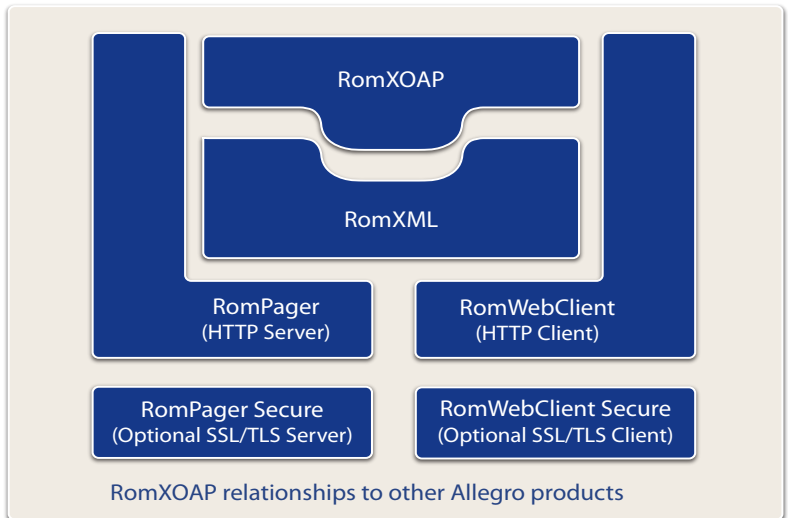 RomXOAP
RomXML
RomPager
(HTTP Server)
RomWebClient
(HTTP Client)
RomPager Secure
(Optional SSL/TLS Server)
RomWebClient Secure
(Optional SSL/TLS Client)
RomXOAP relationships to other Allegro products